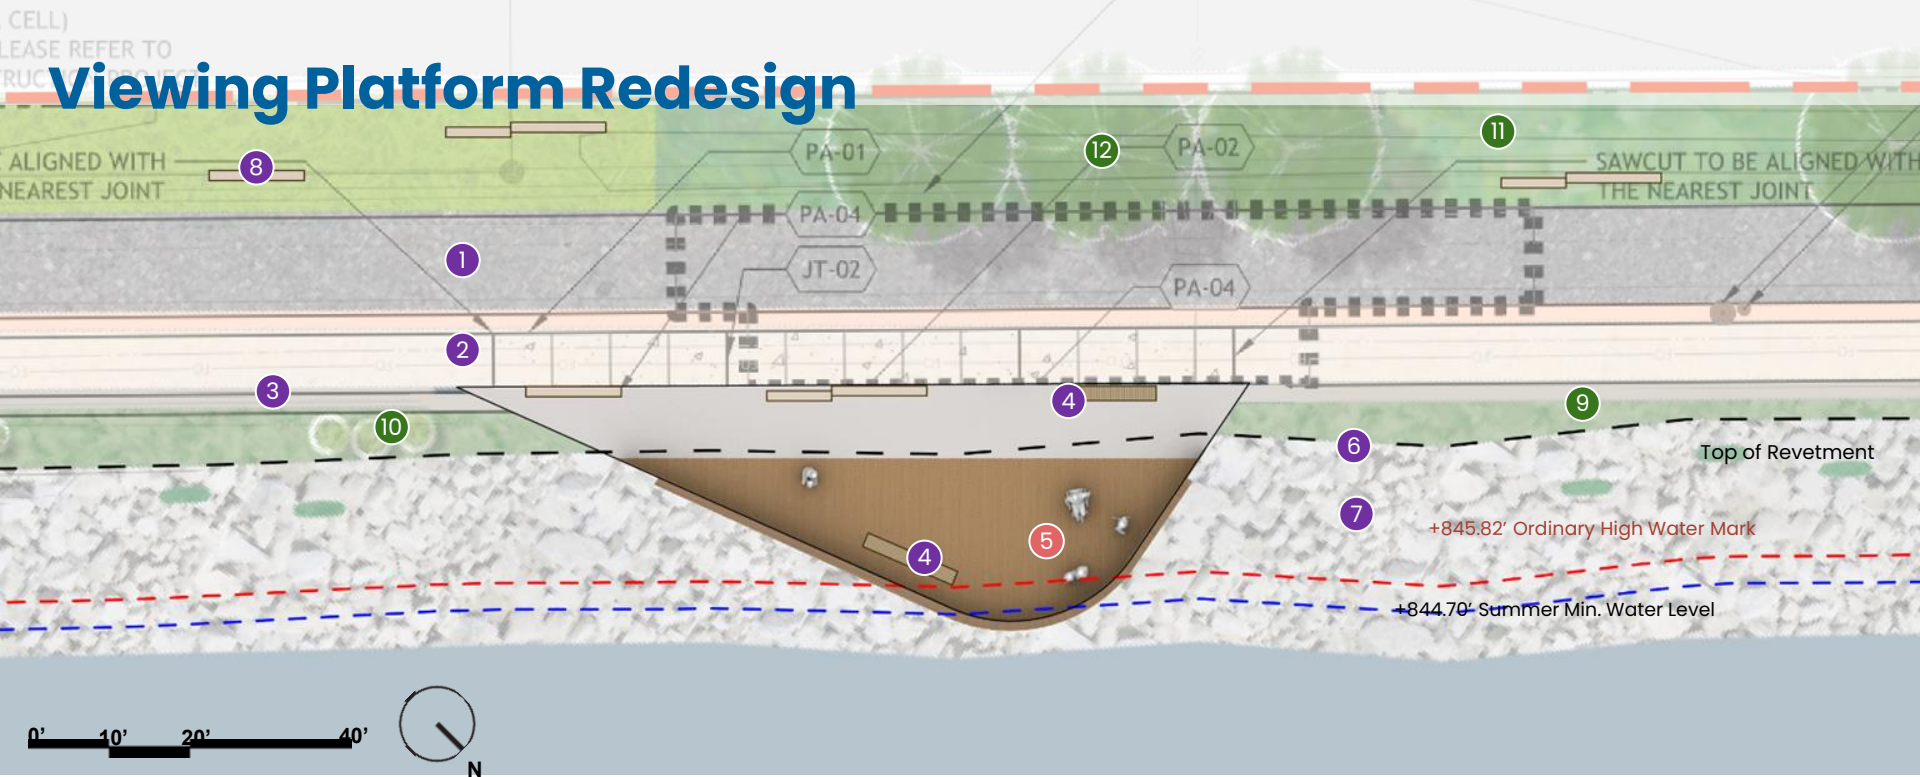 CELL)
LEASE REFER TO
Viewing Platform Redesign
ALIGNED WITH
NEAREST JOINT
8
PA-01
12
PA-02
11
SAWCUT TO BE ALIGNED WITH
THE NEAREST JOINT
PA-04
1
JT-02
PA-04
2
3
4
10
9
6
Top of Revetment
7
+845.82’ Ordinary High Water Mark
5
4
+844.70’ Summer Min. Water Level
0’ 10’ 20’ 40’
N